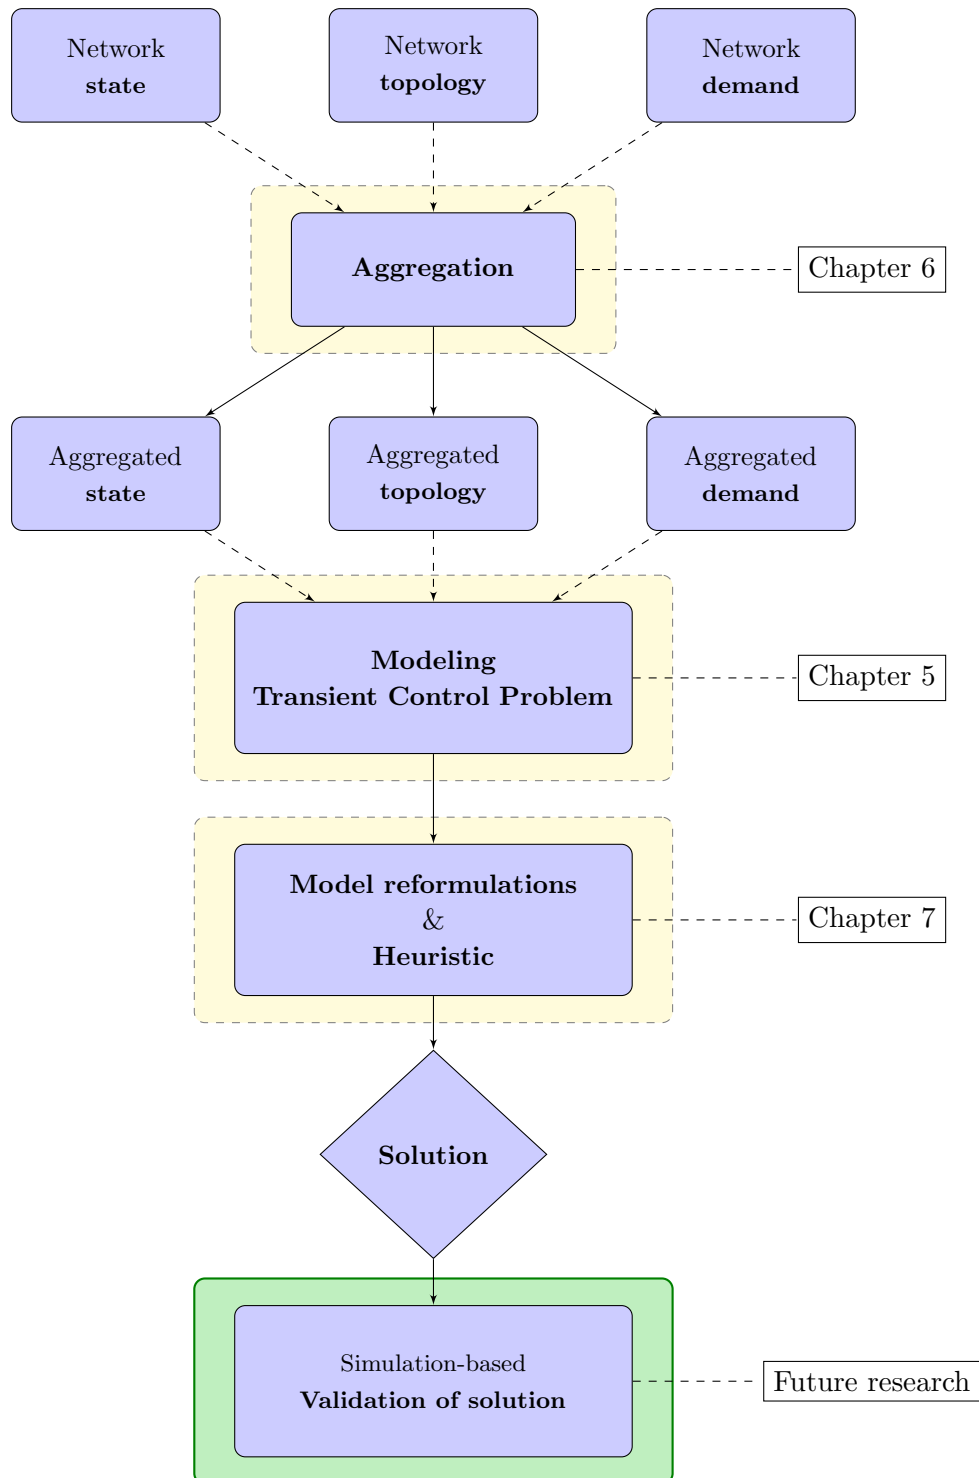 Network
state
Network
topology
Network
demand
Aggregation
Chapter 6
Aggregated
state
Aggregated
topology
Aggregated
demand
Modeling
Transient Control Problem
Chapter 5
Model reformulations
&
Heuristic
Chapter 7
Solution
Simulation-based
Validation of solution
Future research